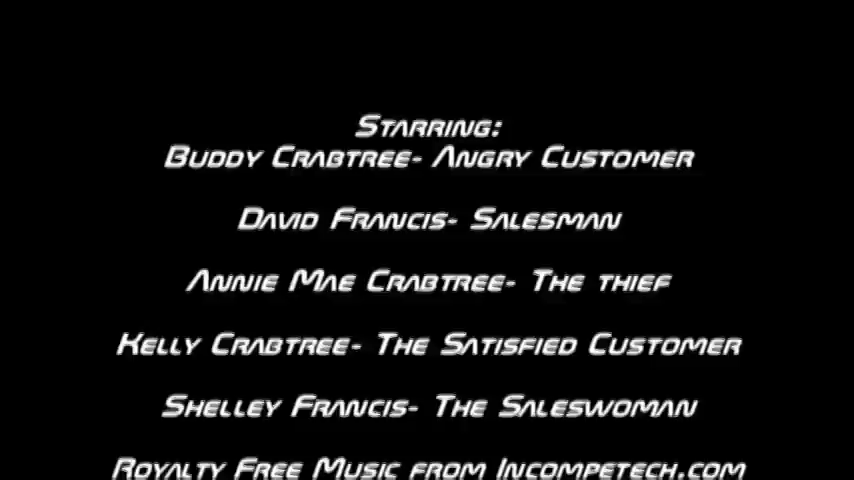 Starring:
Buddy Crabtree- Angry Customer
David Francis- Salesman
Annie Mae Crabtree- The thief
Kelly Crabtree- The Satisfied Customer
Shelley Francis- The Saleswoman
Royalty Free Music from Incompetech.com